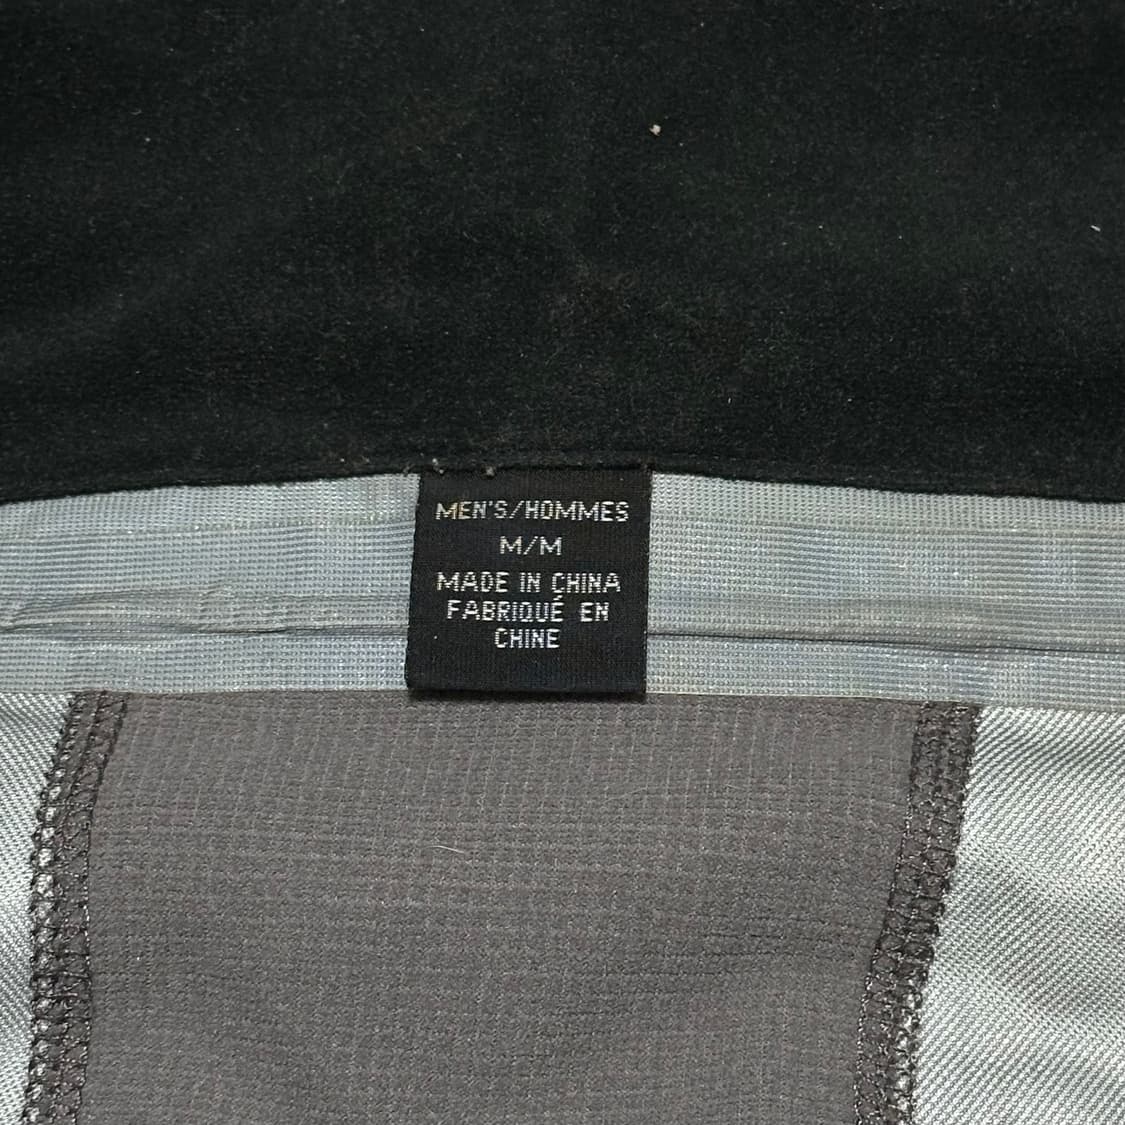 MEN'S/HOMMES
M/M
MADE IN CHINA
FABRIQUÉ EN
CHINE